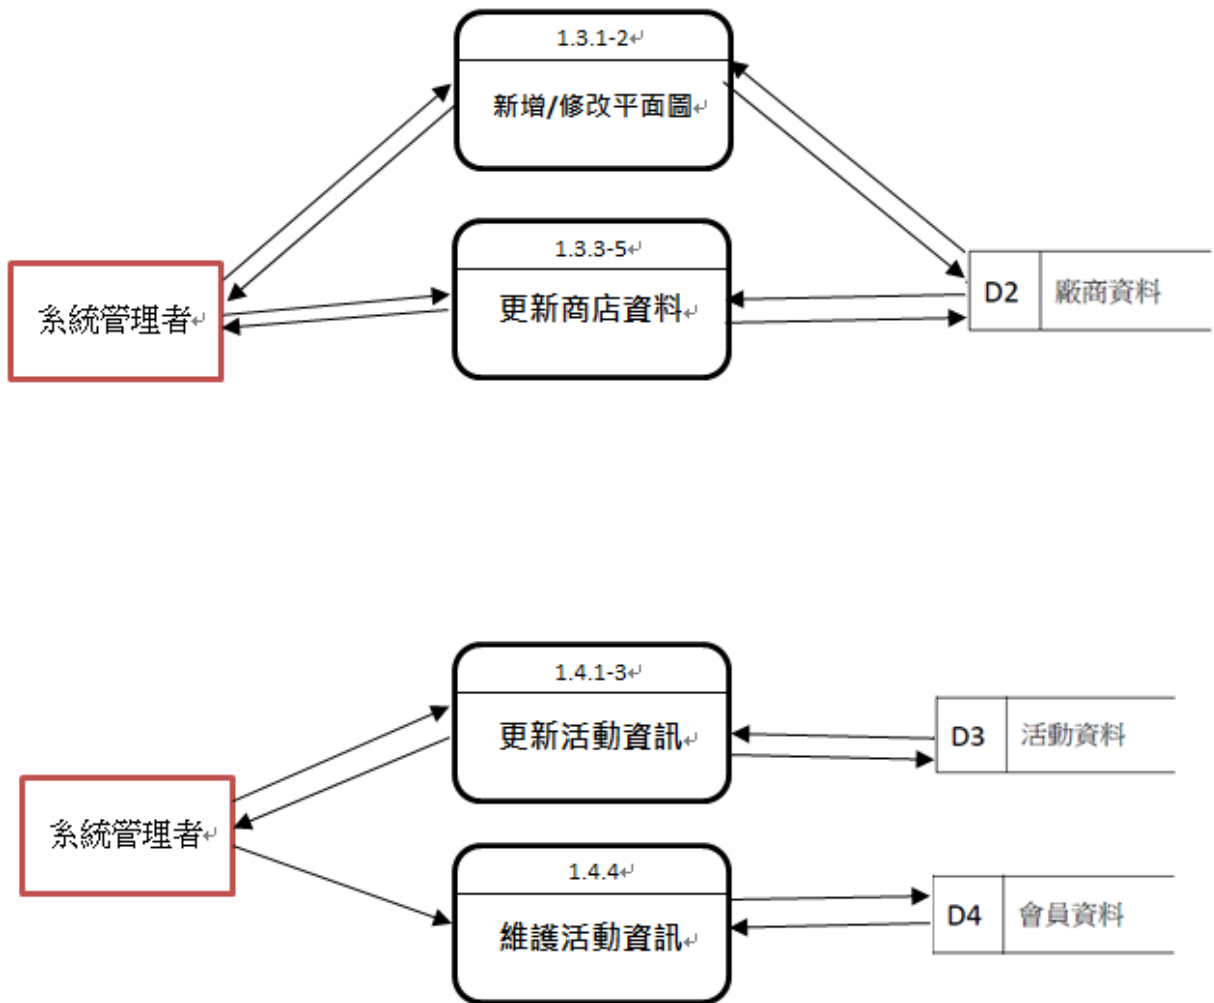 1.3.1-2
新增/修改平面圖
1.3.3-5
更新商店資料
系統管理者
D2
廠商資料
1.4.1-3
更新活動資訊
D3
活動資料
系統管理者
1.4.4
維護活動資訊
D4
會員資料